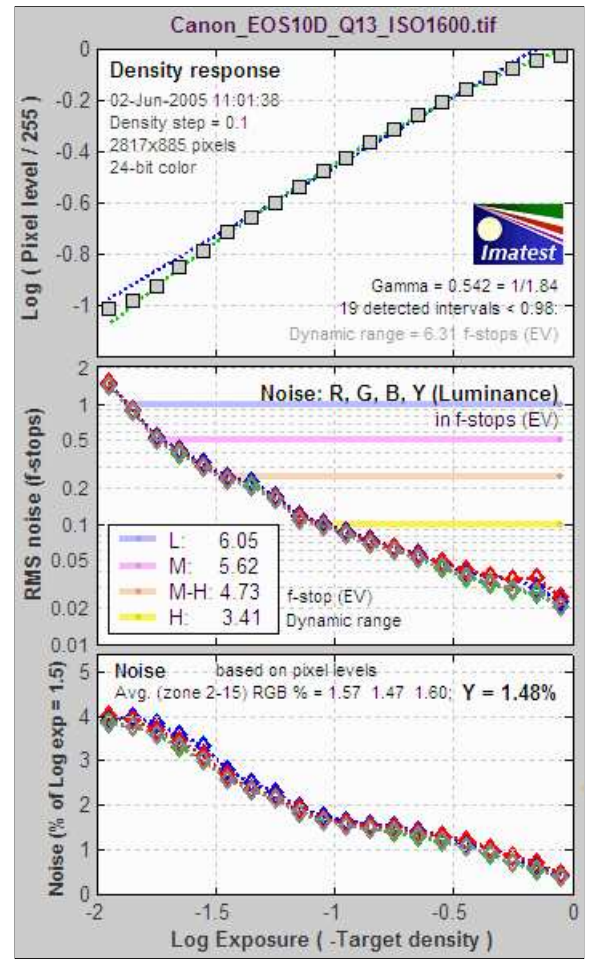 Canon_EOS10D_Q13_ISO1600.tif
Density response
02-Jun-2005 11:01:38
Density step = 0.1
2817x885 pixels
24-bit color
Imatest
Gamma = 0.542 = 1/1.84
19 detected intervals < 0.98:
Dynamic range = 6.31 f-stops (EV)
Log ( Pixel level / 255 )
0
-0.2
-0.4
-0.6
-0.8
-1
Noise: R, G, B, Y (Luminance)
in f-stops (EV)
RMS noise (f-stops)
2
1
0.5
0.2
0.1
0.05
0.02
0.01
L: 6.05
M: 5.62
M-H: 4.73
H: 3.41
f-stop (EV)
Dynamic range
Noise based on pixel levels
Avg. (zone 2-15) RGB % = 1.57 1.47 1.60; Y = 1.48%
Noise (% of Log exp = 1.5)
5
4
3
2
1
0
-2 -1.5 -1 -0.5 0
Log Exposure ( -Target density )